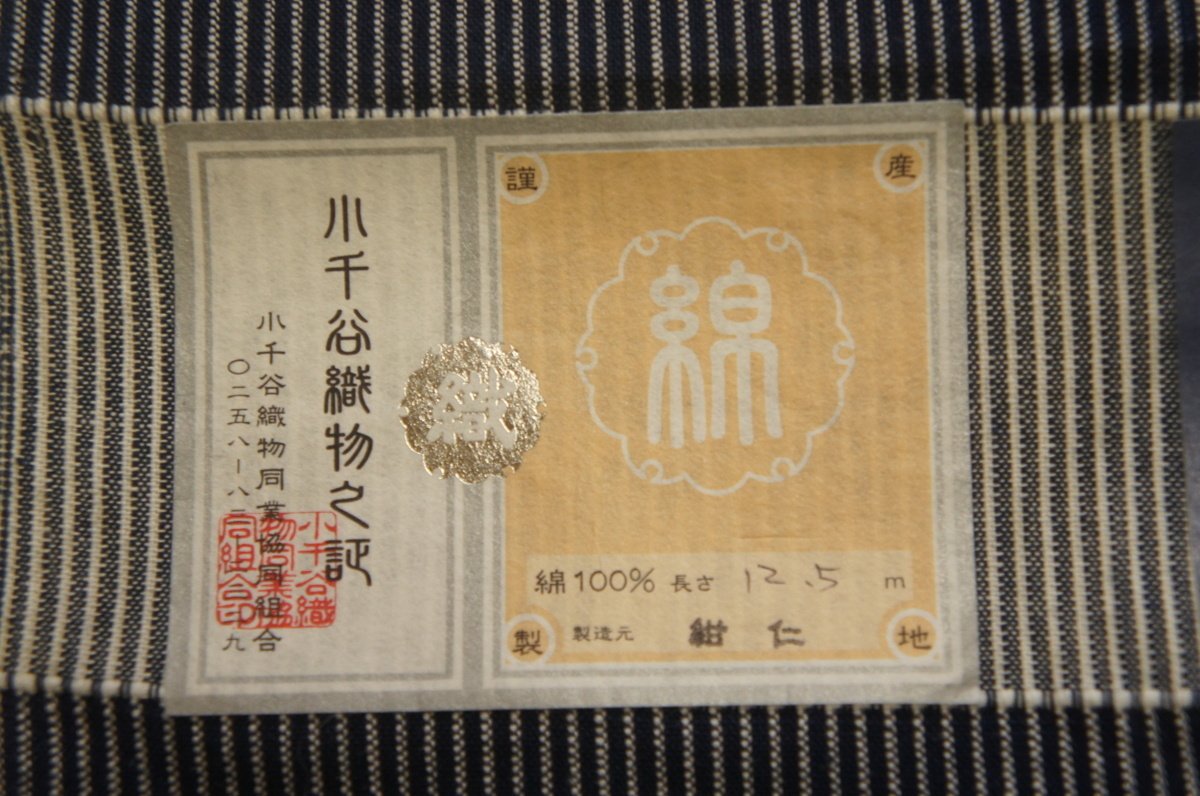 産
地
謹
製
綿
綿100% 長さ 12.5 m
製造元 紺仁
織
小千谷織物之証
小千谷織物同業協同組合
〇二五八－八
九
小千谷織
物同業協
同組合印